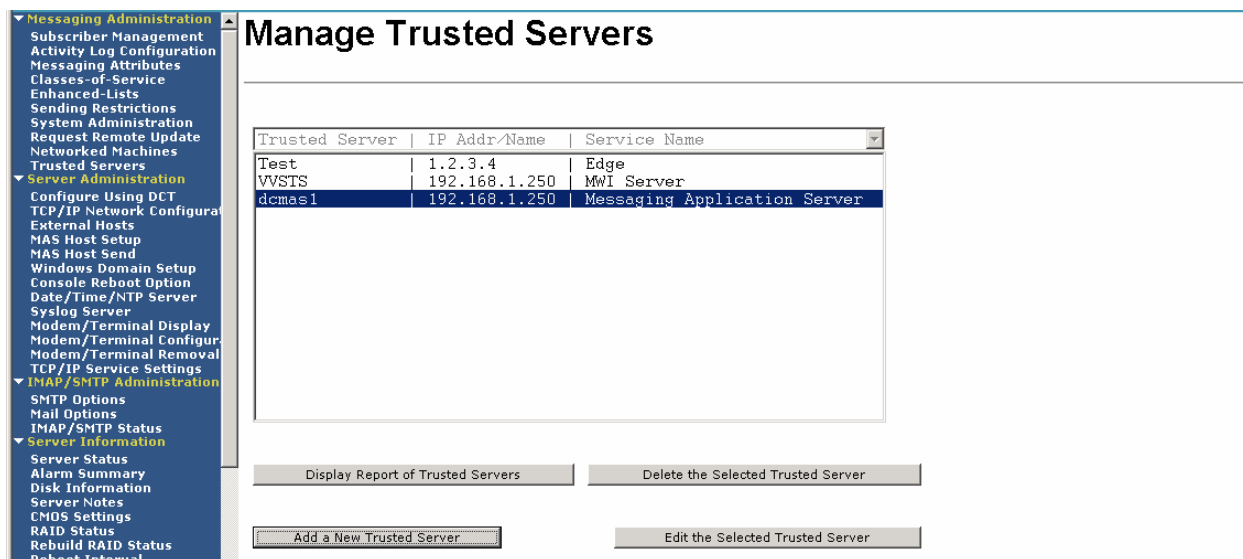 Messaging Administration
Subscriber Management
Activity Log Configuration
Messaging Attributes
Classes-of-Service
Enhanced-Lists
Sending Restrictions
System Administration
Request Remote Update
Networked Machines
Trusted Servers
Server Administration
Configure Using DCT
TCP/IP Network Configurat
External Hosts
MAS Host Setup
MAS Host Send
Windows Domain Setup
Console Reboot Option
Date/Time/NTP Server
Syslog Server
Modem/Terminal Display
Modem/Terminal Configur
Modem/Terminal Removal
TCP/IP Service Settings
IMAP/SMTP Administration
SMTP Options
Mail Options
IMAP/SMTP Status
Server Information
Server Status
Alarm Summary
Disk Information
Server Notes
CMOS Settings
RAID Status
Rebuild RAID Status
Reboot Interval
Manage Trusted Servers
Trusted Server | IP Addr/Name | Service Name
Test | 1.2.3.4 | Edge
VVSTS | 192.168.1.250 | MWI Server
dcmas1 | 192.168.1.250 | Messaging Application Server
Display Report of Trusted Servers
Delete the Selected Trusted Server
Add a New Trusted Server
Edit the Selected Trusted Server